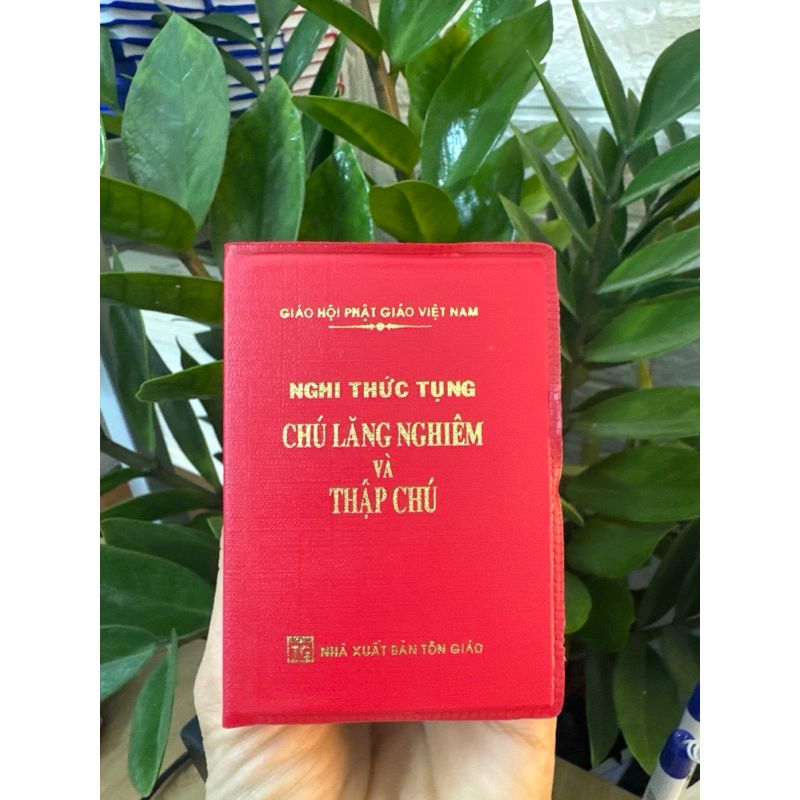 GIÁO HỘI PHẬT GIÁO VIỆT NAM
NGHI THỨC TỤNG
CHÚ LĂNG NGHIÊM
VÀ
THẬP CHÚ
TG NHÀ XUẤT BẢN TÔN GIÁO